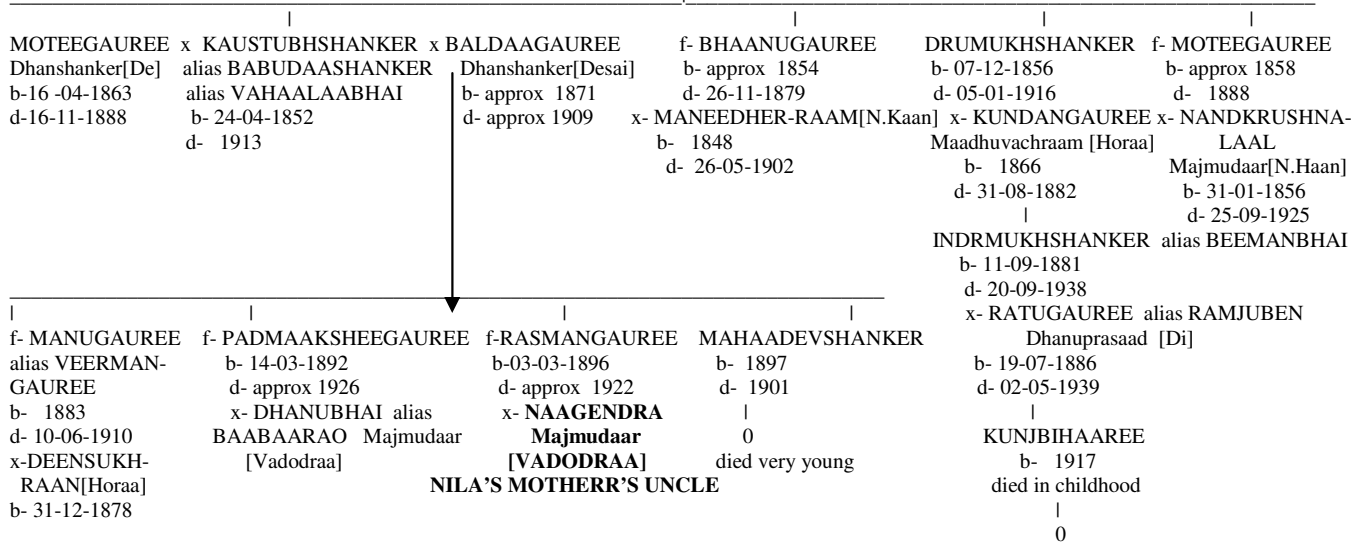 MOTEEGAUREE x KAUSTUBHSHANKER x BALDAAGAUREE f- BHAANUGAUREE DRUMUKHSHANKER f- MOTEEGAUREE
Dhanshanker[De] alias BABUDAASHANKER Dhanshanker[Desai] b- approx 1854 b- 07-12-1856 b- approx 1858
b-16 -04-1863 alias VAHAALAABHAI b- approx 1871 d- 26-11-1879 d- 05-01-1916 d- 1888
d-16-11-1888 b- 24-04-1852 d- approx 1909 x- MANEEDHER-RAAM[N.Kaan] x- KUNDANGAUREE x- NANDKRUSHNA-
d- 1913 b- 1848 Maadhuvachraam [Horaa] LAAL
d- 26-05-1902 b- 1866 Majmudaar[N.Haan]
d- 31-08-1882 b- 31-01-1856
d- 25-09-1925
INDRMUKHSHANKER alias BEEMANBHAI
b- 11-09-1881
d- 20-09-1938
x- RATUGAUREE alias RAMJUBEN
f- MANUGAUREE f- PADMAAKSHEEGAUREE f-RASMANGAUREE MAHAADEVSHANKER Dhanuprasaad [Di]
alias VEERMAN- b- 14-03-1892 b-03-03-1896 b- 1897 b- 19-07-1886
GAUREE d- approx 1926 d- approx 1922 d- 1901 d- 02-05-1939
b- 1883 x- DHANUBHAI alias x- NAAGENDRA
d- 10-06-1910 BAABAARAO Majmudaar Majmudaar 0 KUNJBIHAAREE
x-DEENSUKH- [Vadodraa] [VADODRAA] died very young b- 1917
RAAN[Horaa] NILA'S MOTHERR'S UNCLE died in childhood
b- 31-12-1878
0